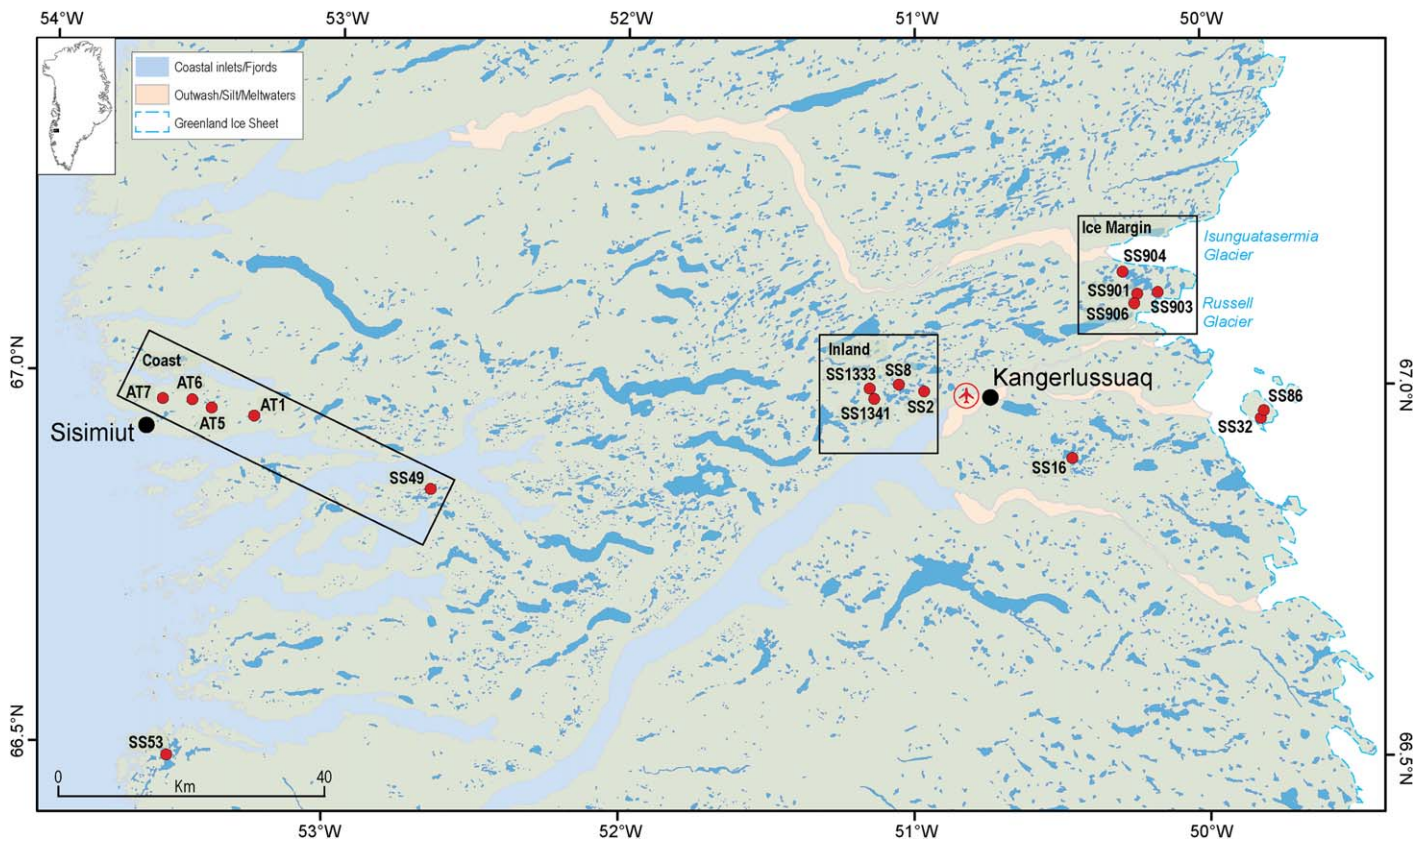 54°W
53°W
52°W
51°W
50°W
Coastal inlets/Fjords
Outwash/Silt/Meltwaters
Greenland Ice Sheet
Ice Margin
Isunguatasermia
Glacier
SS904
SS901
SS903
SS906
Russell
Glacier
67.0°N
67.0°N
Coast
AT7
AT6
AT5
AT1
Sisimiut
SS49
Inland
SS1333
SS8
SS1341
SS2
Kangerlussuaq
SS86
SS32
SS16
66.5°N
66.5°N
SS53
0
40
Km
53°W
52°W
51°W
50°W